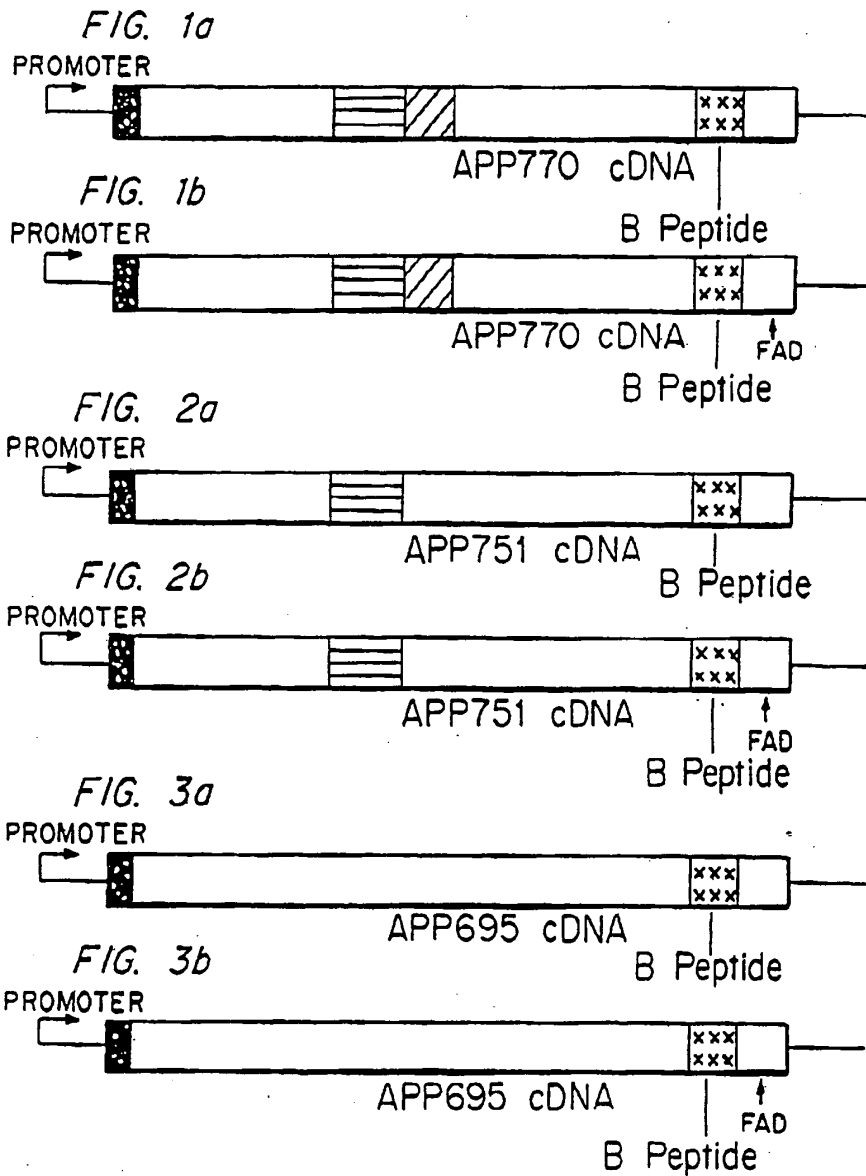 FIG. 1a
PROMOTER
APP770 cDNA
B Peptide
FIG. 1b
PROMOTER
APP770 cDNA
FAD
B Peptide
FIG. 2a
PROMOTER
APP751 cDNA
B Peptide
FIG. 2b
PROMOTER
APP751 cDNA
FAD
B Peptide
FIG. 3a
PROMOTER
APP695 cDNA
B Peptide
FIG. 3b
PROMOTER
APP695 cDNA
FAD
B Peptide